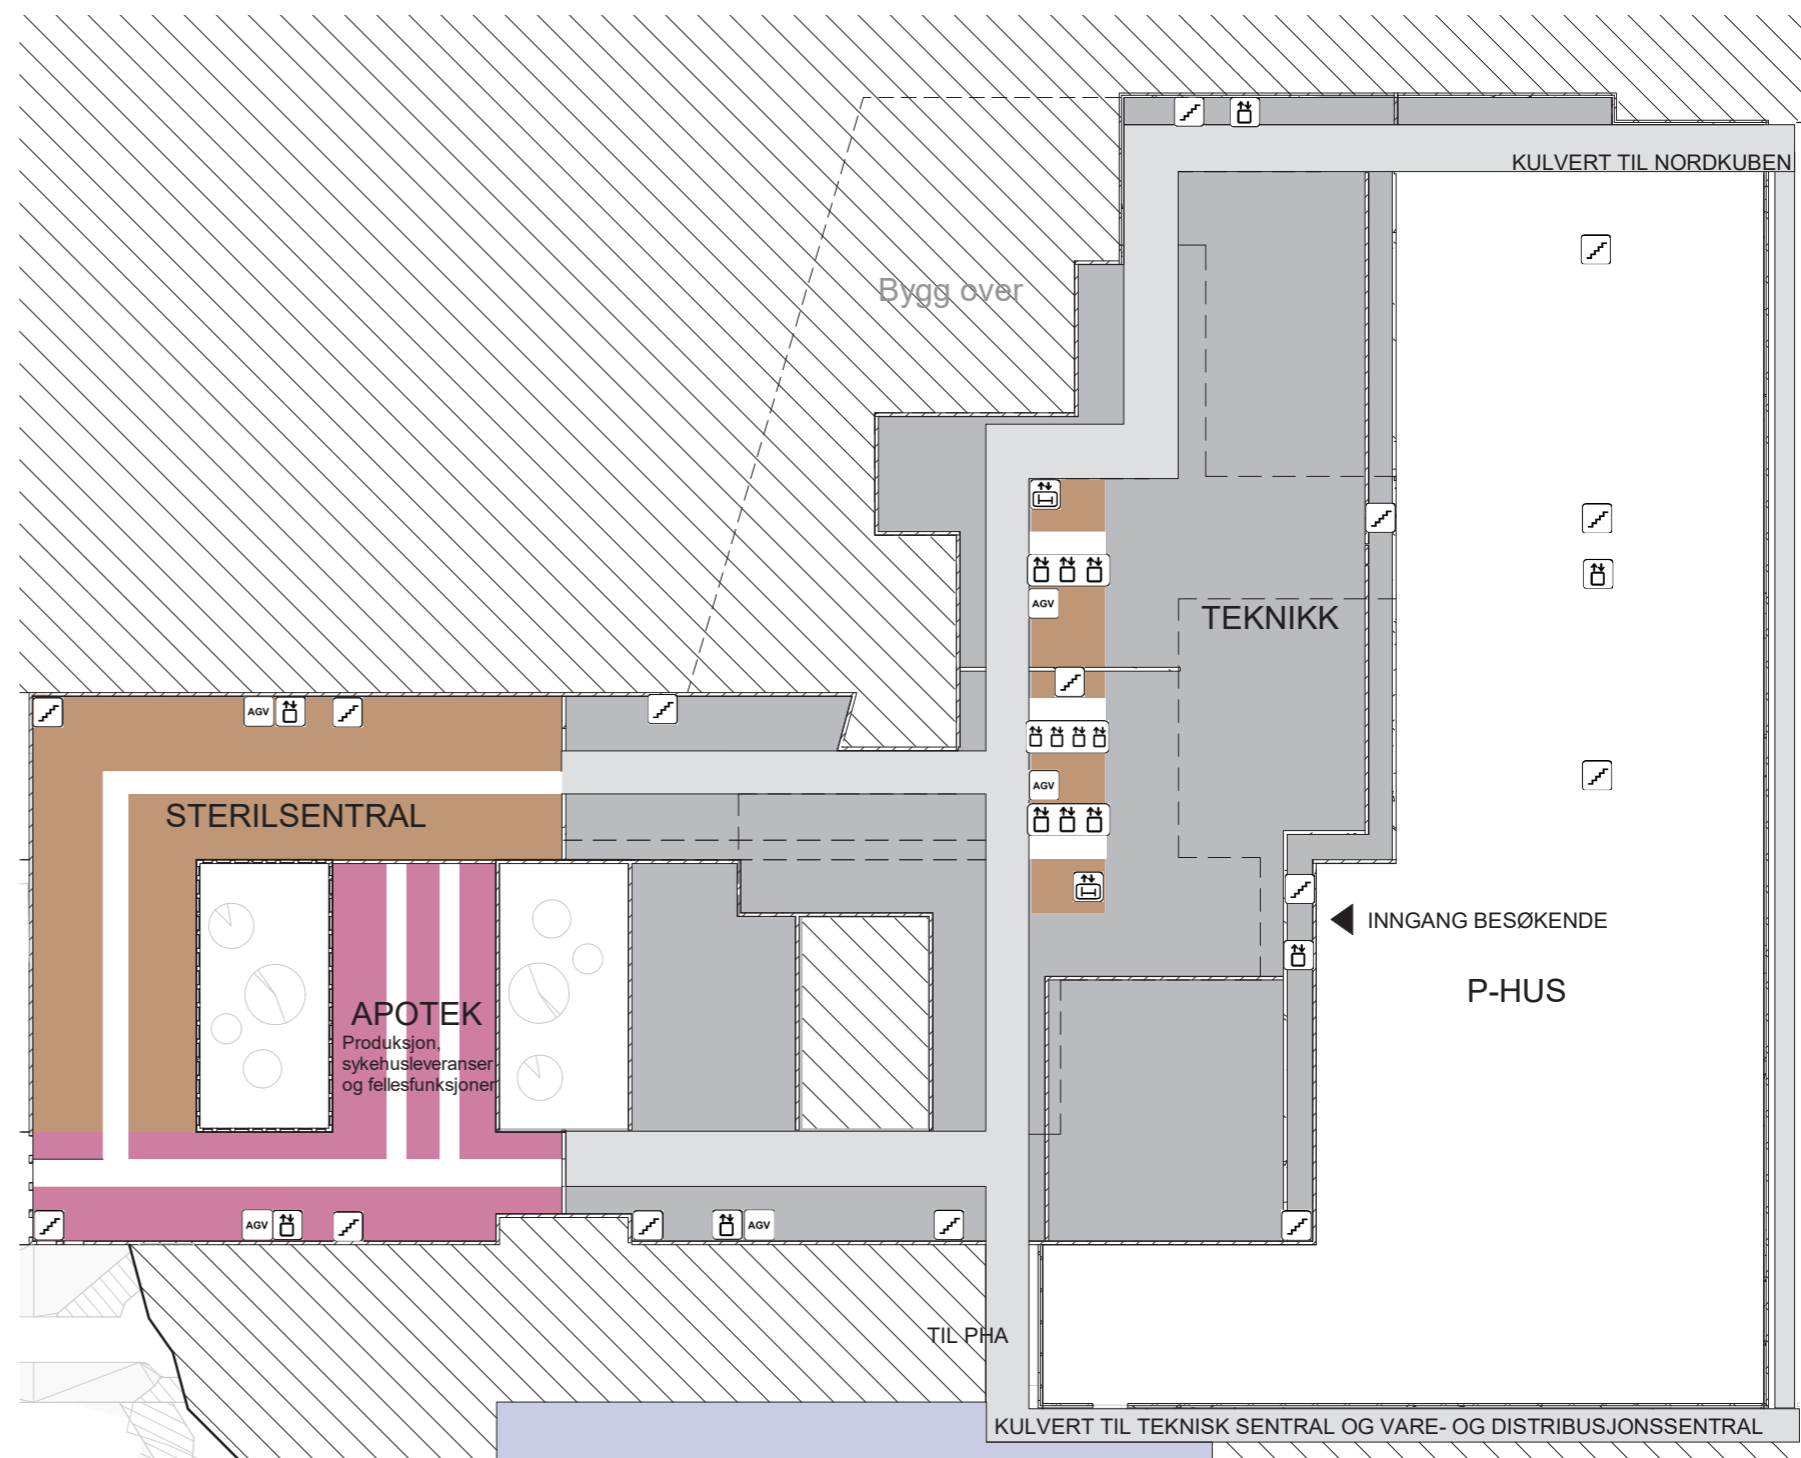 KULVERT TIL NORDKUBEN
Bygg over
AGV
TEKNIKK
AGV
AGV
STERILSENTRAL
INNGANG BESØKENDE
P-HUS
APOTEK
Produksjon,
sykehusleveranser
og fellesfunksjoner
AGV
AGV
TIL PHA
KULVERT TIL TEKNISK SENTRAL OG VARE- OG DISTRIBUSJONSSENTRAL